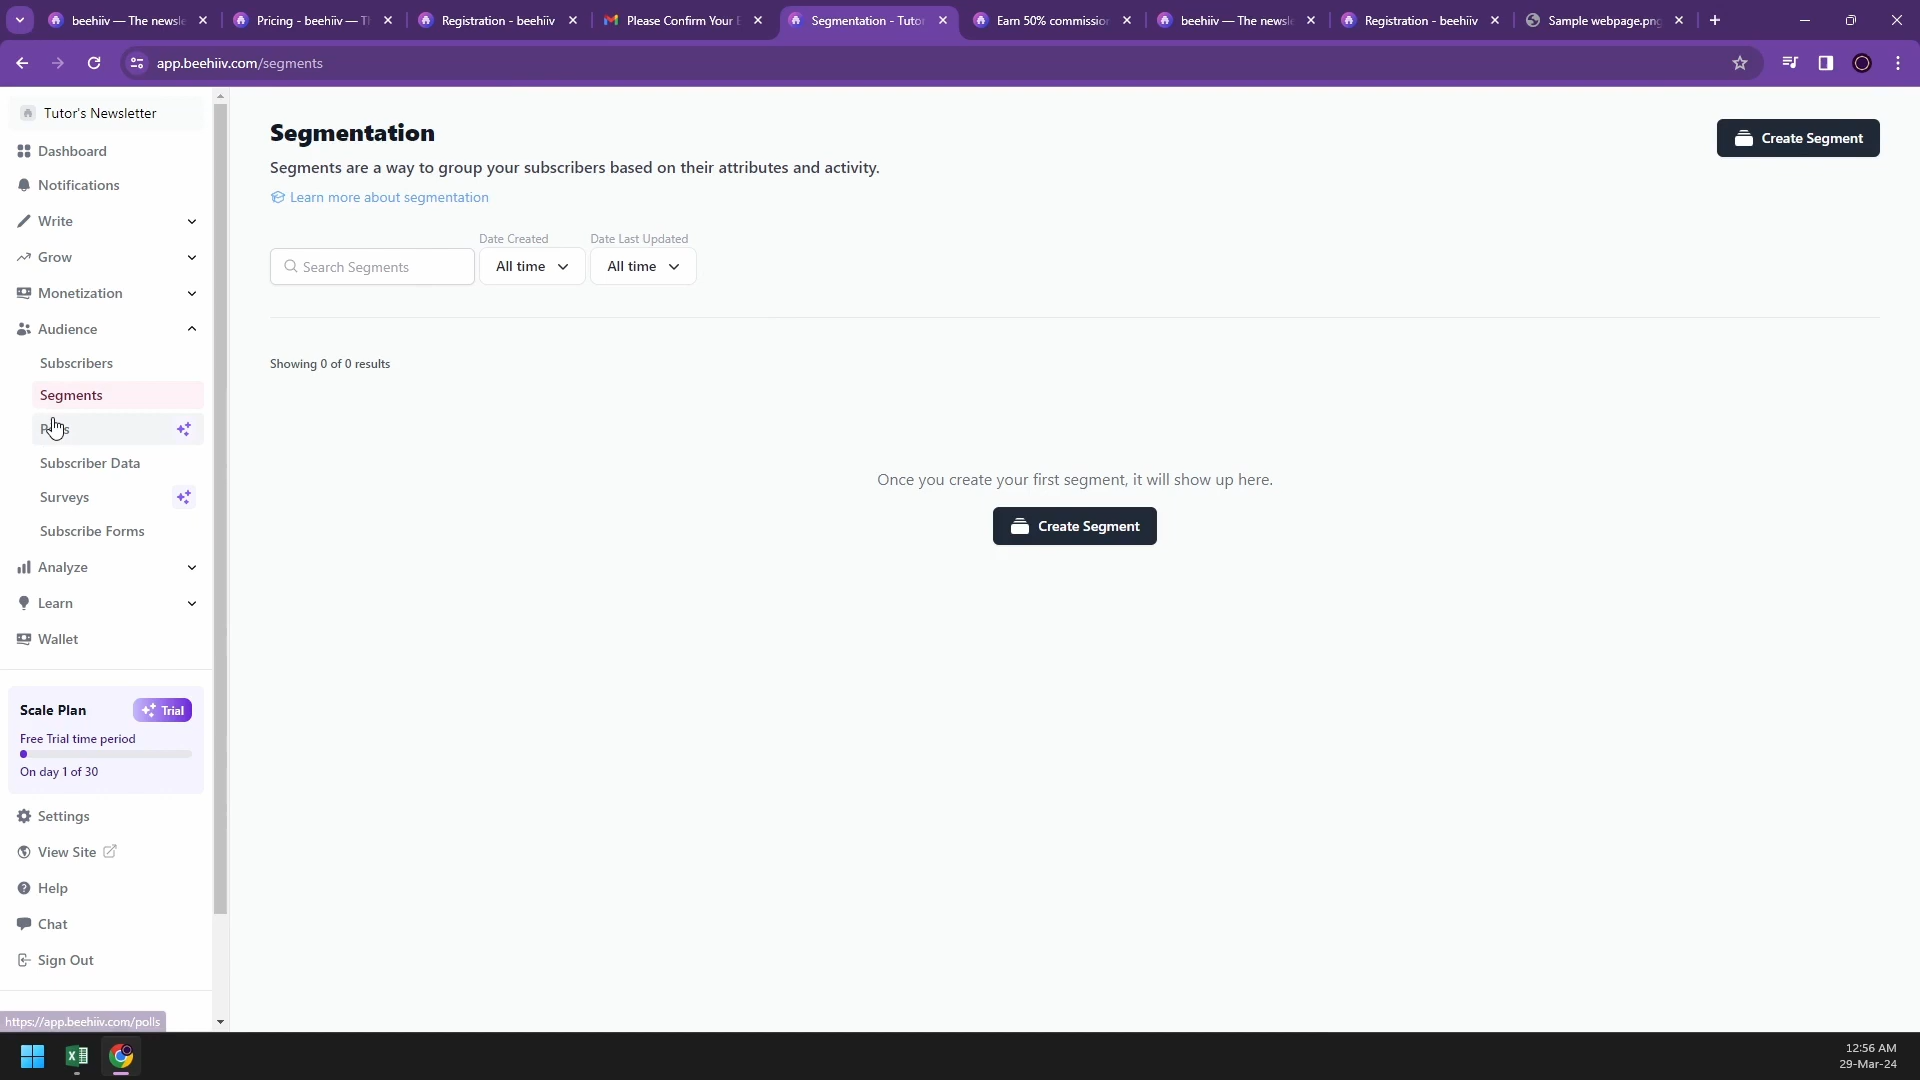 beehiiv — The newsle
Pricing - beehiiv — Th
Registration - beehiiv
Please Confirm Your E
Segmentation - Tutor
Earn 50% commission
beehiiv — The newsle
Registration - beehiiv
Sample webpage.png
app.beehiiv.com/segments
Tutor's Newsletter
Dashboard
Notifications
Write
Grow
Monetization
Audience
Subscribers
Segments
Subscriber Data
Surveys
Subscribe Forms
Analyze
Learn
Wallet
Scale Plan
Trial
Free Trial time period
On day 1 of 30
Settings
View Site
Help
Chat
Sign Out
https://app.beehiiv.com/polls
Segmentation
Segments are a way to group your subscribers based on their attributes and activity.
Learn more about segmentation
Create Segment
Date Created
Date Last Updated
Search Segments
All time
All time
Showing 0 of 0 results
Once you create your first segment, it will show up here.
Create Segment
12:56 AM
29-Mar-24